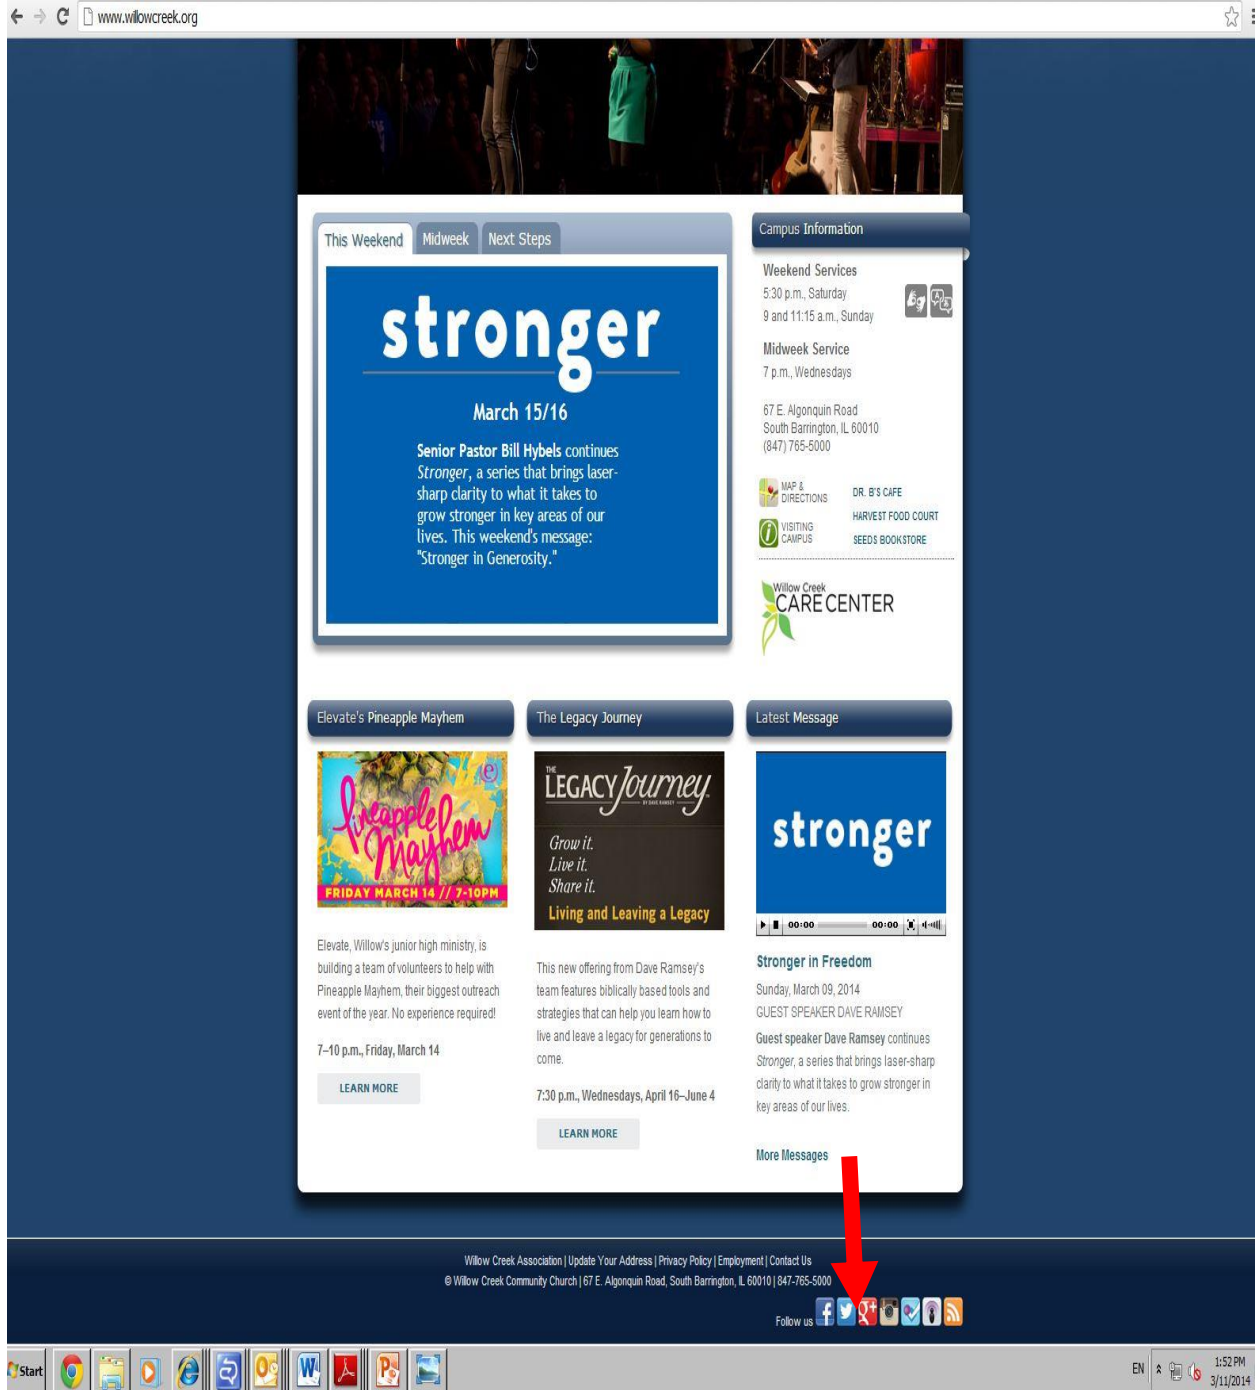 www.willowcreek.org
This Weekend
Midweek
Next Steps
stronger
March 15/16
Senior Pastor Bill Hybels continues
Stronger, a series that brings laser-
sharp clarity to what it takes to
grow stronger in key areas of our
lives. This weekend's message:
"Stronger in Generosity."
Campus Information
Weekend Services
5:30 p.m., Saturday
9 and 11:15 a.m., Sunday
Midweek Service
7 p.m., Wednesdays
67 E. Algonquin Road
South Barrington, IL 60010
(847) 765-5000
MAP &
DIRECTIONS
VISITING
CAMPUS
DR. B'S CAFE
HARVEST FOOD COURT
SEEDS BOOKSTORE
Willow Creek
CARE CENTER
Elevate's Pineapple Mayhem
Pineapple
Mayhem
FRIDAY MARCH 14 // 7-10PM
Elevate, Willow's junior high ministry, is
building a team of volunteers to help with
Pineapple Mayhem, their biggest outreach
event of the year. No experience required!
7–10 p.m., Friday, March 14
LEARN MORE
The Legacy Journey
THE
LEGACY Journey
BY DAVE RAMSEY
Grow it.
Live it.
Share it.
Living and Leaving a Legacy
This new offering from Dave Ramsey's
team features biblically based tools and
strategies that can help you learn how to
live and leave a legacy for generations to
come.
7:30 p.m., Wednesdays, April 16–June 4
LEARN MORE
Latest Message
stronger
00:00 00:00
Stronger in Freedom
Sunday, March 09, 2014
GUEST SPEAKER DAVE RAMSEY
Guest speaker Dave Ramsey continues
Stronger, a series that brings laser-sharp
clarity to what it takes to grow stronger in
key areas of our lives.
More Messages
Willow Creek Association | Update Your Address | Privacy Policy | Employment | Contact Us
© Willow Creek Community Church | 67 E. Algonquin Road, South Barrington, IL 60010 | 847-765-5000
Follow us
Start
EN
1:52 PM
3/11/2014